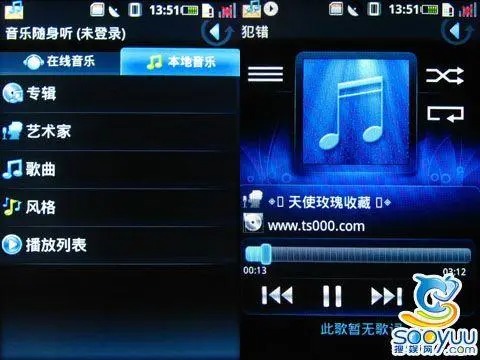 13:51
音乐随身听 (未登录)
在线音乐
本地音乐
专辑
艺术家
歌曲
风格
播放列表
13:51
犯错
天使玫瑰收藏
www.ts000.com
00:13
03:12
此歌暂无歌词
SOOYUU
搜娱网
.com